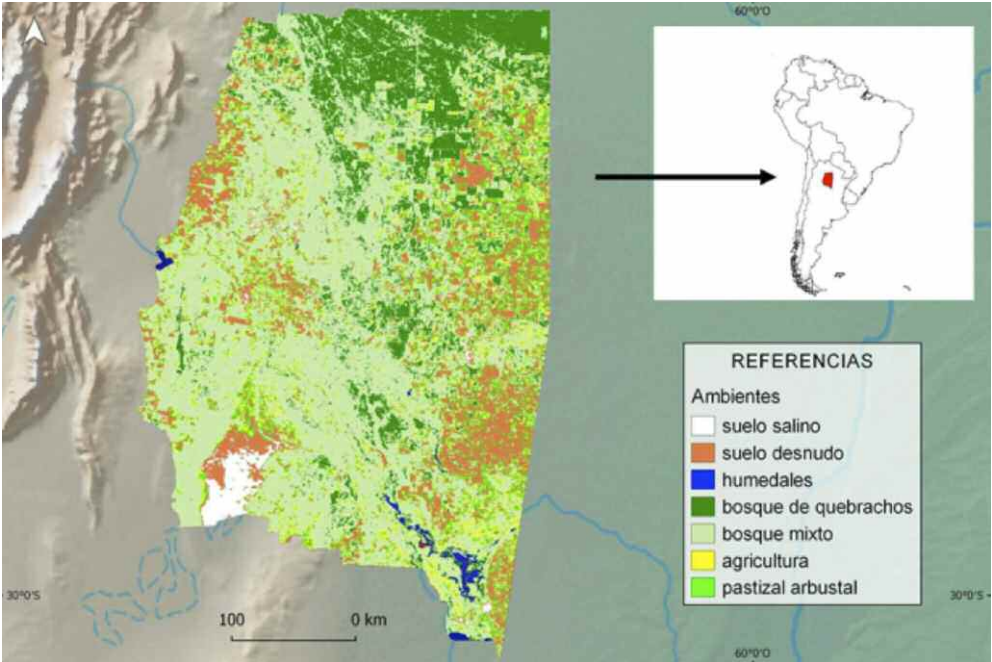 60°0'O
REFERENCIAS
Ambientes
suelo salino
suelo desnudo
humedales
bosque de quebrachos
bosque mixto
agricultura
pastizal arbustal
30°0'S
30°0'S
100 0 km
60°0'O